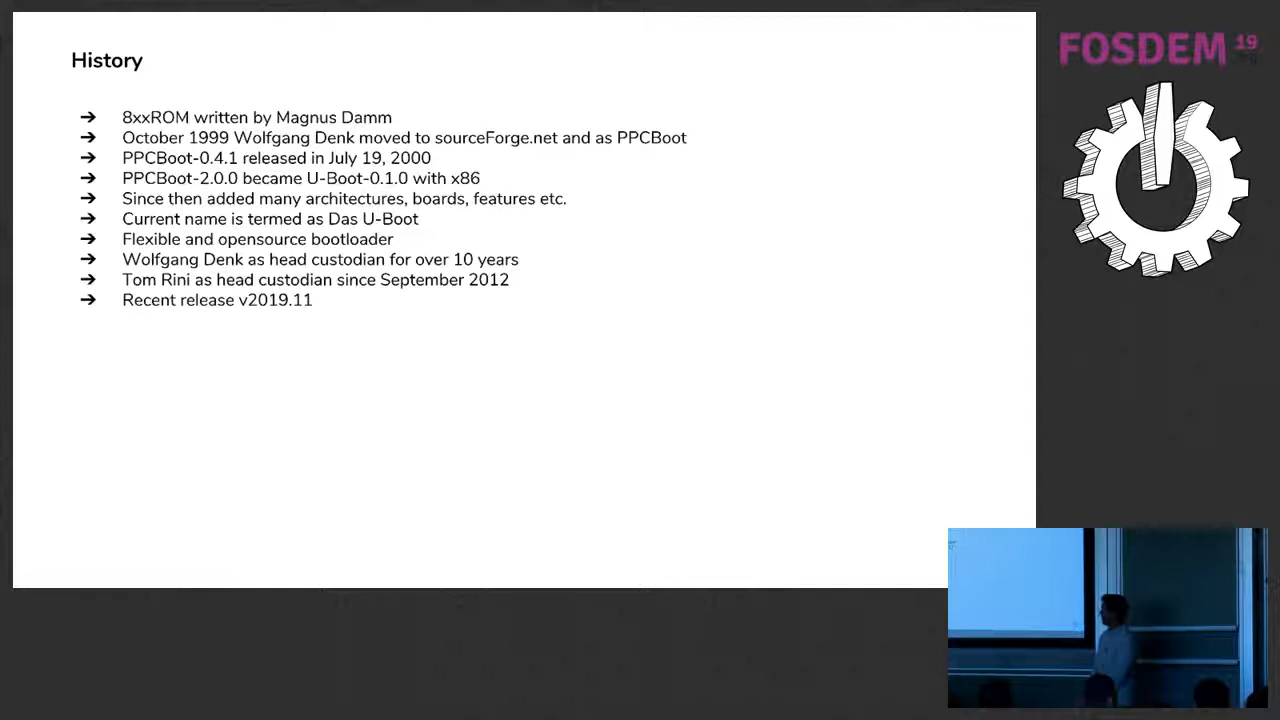 History
➔ 8xxROM written by Magnus Damm
➔ October 1999 Wolfgang Denk moved to sourceForge.net and as PPCBoot
➔ PPCBoot-0.4.1 released in July 19, 2000
➔ PPCBoot-2.0.0 became U-Boot-0.1.0 with x86
➔ Since then added many architectures, boards, features etc.
➔ Current name is termed as Das U-Boot
➔ Flexible and opensource bootloader
➔ Wolfgang Denk as head custodian for over 10 years
➔ Tom Rini as head custodian since September 2012
➔ Recent release v2019.11
FOSDEM 19